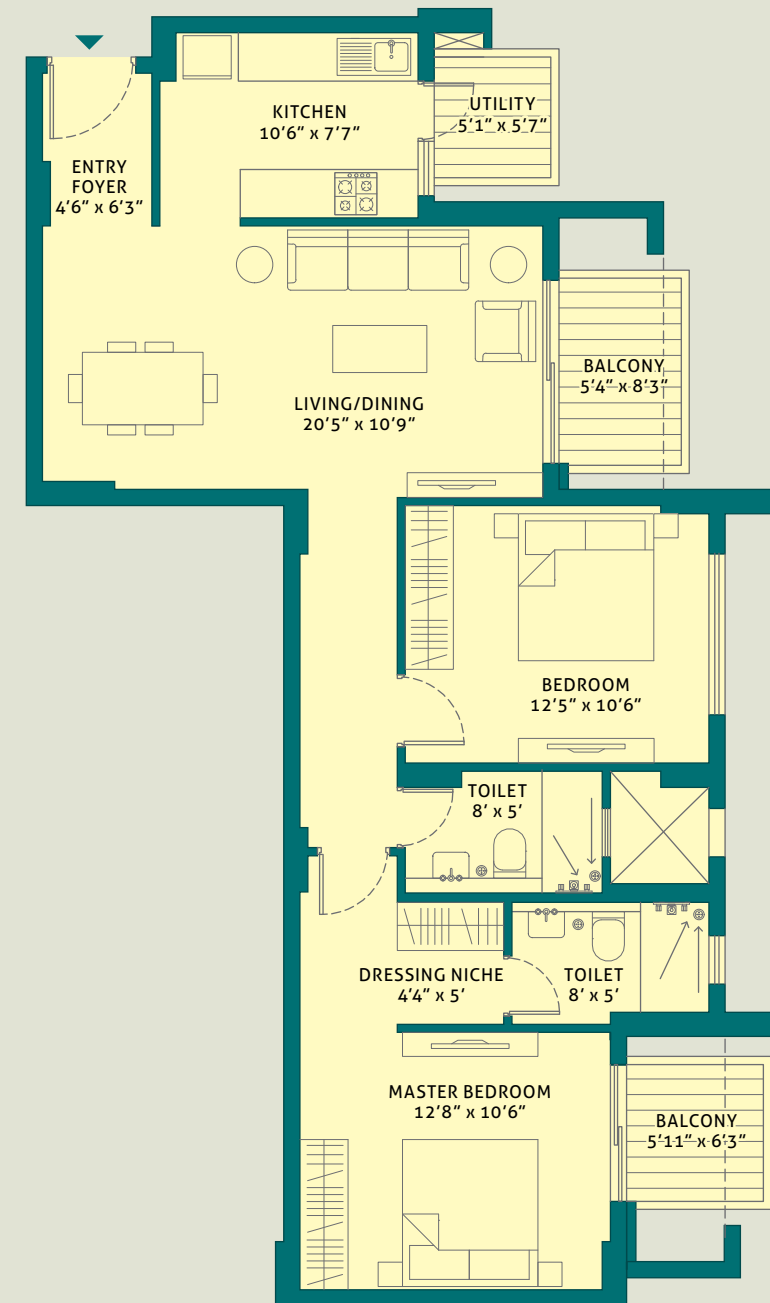 KITCHEN
10'6" x 7'7"
UTILITY
5'1" x 5'7"
ENTRY
FOYER
4'6" x 6'3"
BALCONY
5'4" x 8'3"
LIVING/DINING
20'5" x 10'9"
BEDROOM
12'5" x 10'6"
TOILET
8' x 5'
DRESSING NICHE
4'4" x 5'
TOILET
8' x 5'
MASTER BEDROOM
12'8" x 10'6"
BALCONY
5'11" x 6'3"